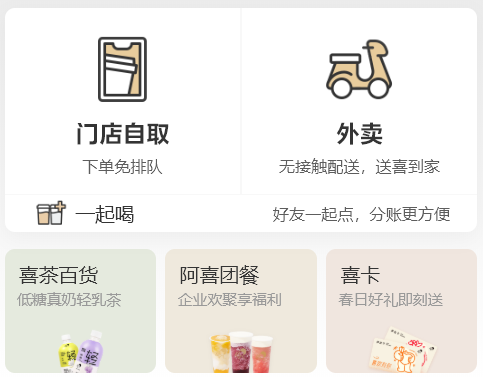 门店自取
外卖
下单免排队
无接触配送，送喜到家
一起喝
好友一起点，分账更方便
喜茶百货
阿喜团餐
喜卡
低糖真奶轻乳茶
企业欢聚享福利
春日好礼即刻送
轻
轻